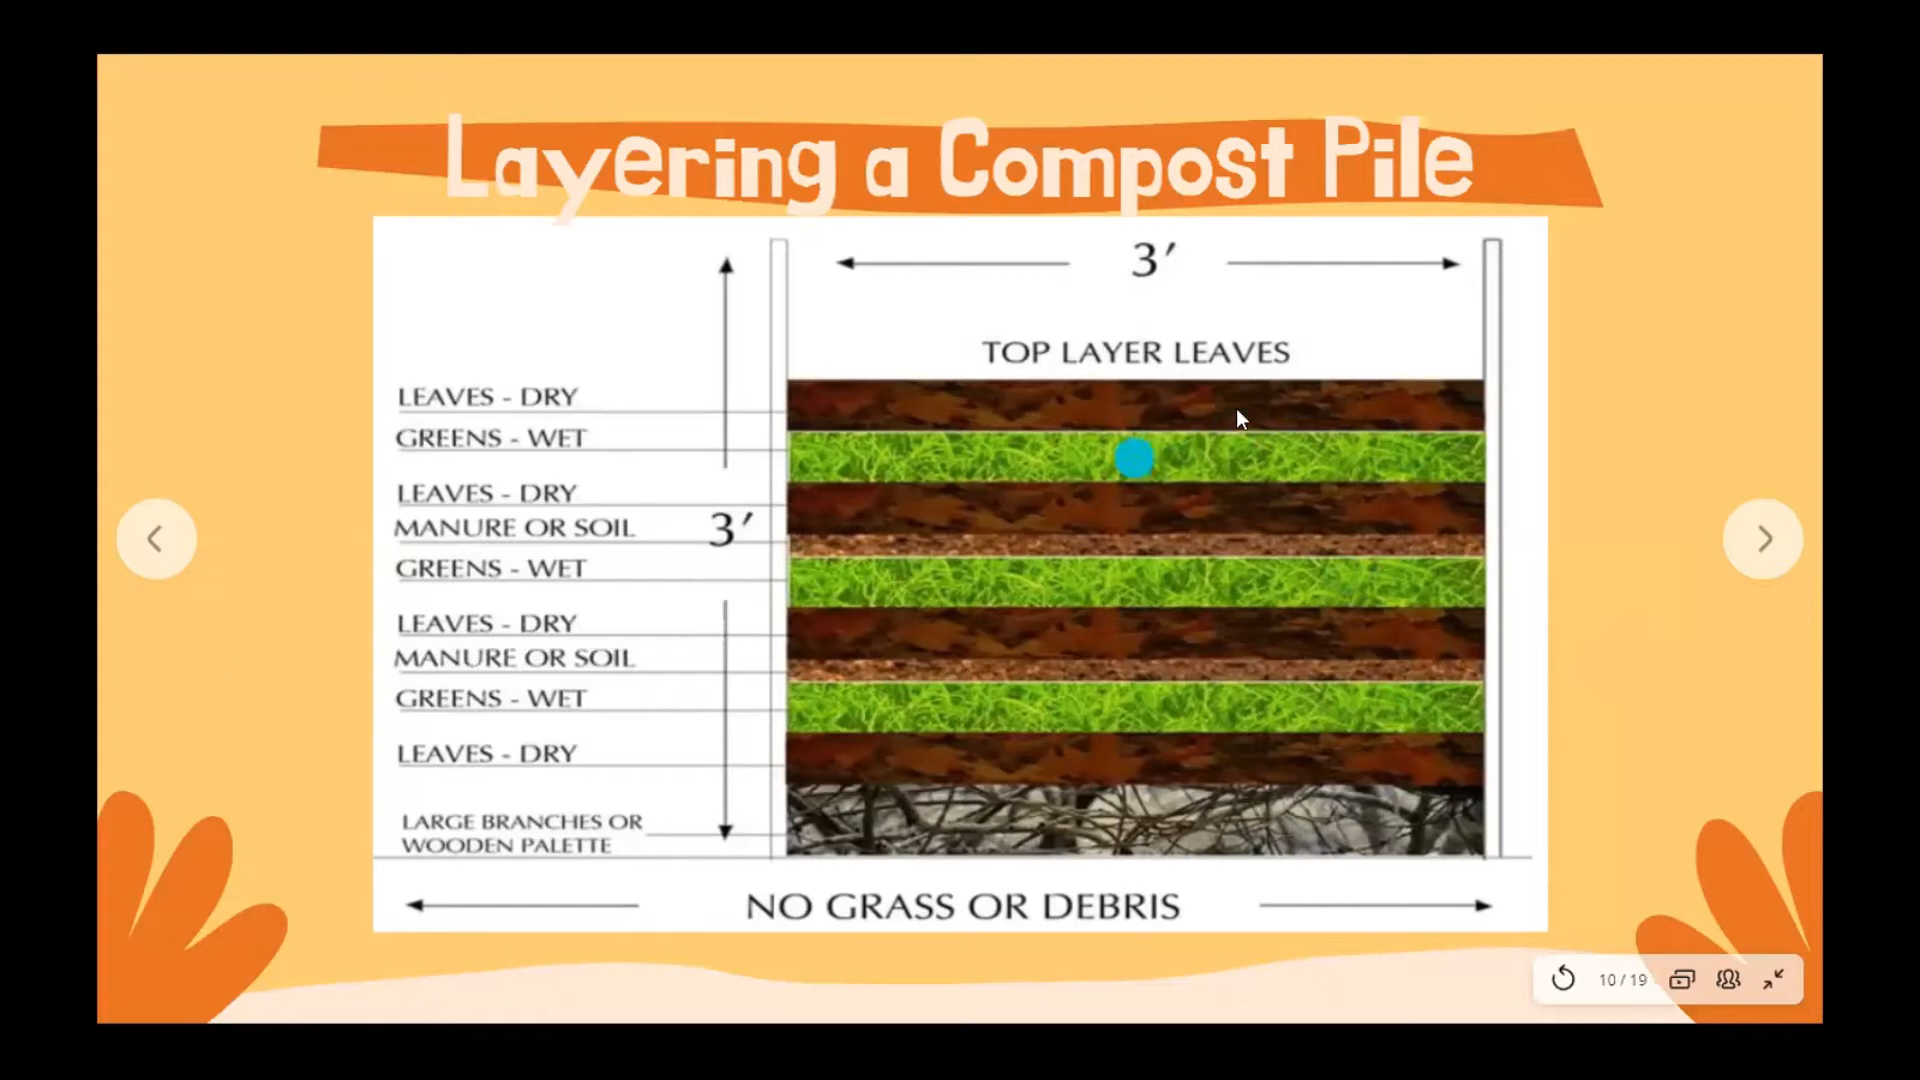 Layering a Compost Pile
3′
TOP LAYER LEAVES
LEAVES - DRY
GREENS - WET
LEAVES - DRY
MANURE OR SOIL
3′
GREENS - WET
LEAVES - DRY
MANURE OR SOIL
GREENS - WET
LEAVES - DRY
LARGE BRANCHES OR
WOODEN PALETTE
NO GRASS OR DEBRIS
10 / 19